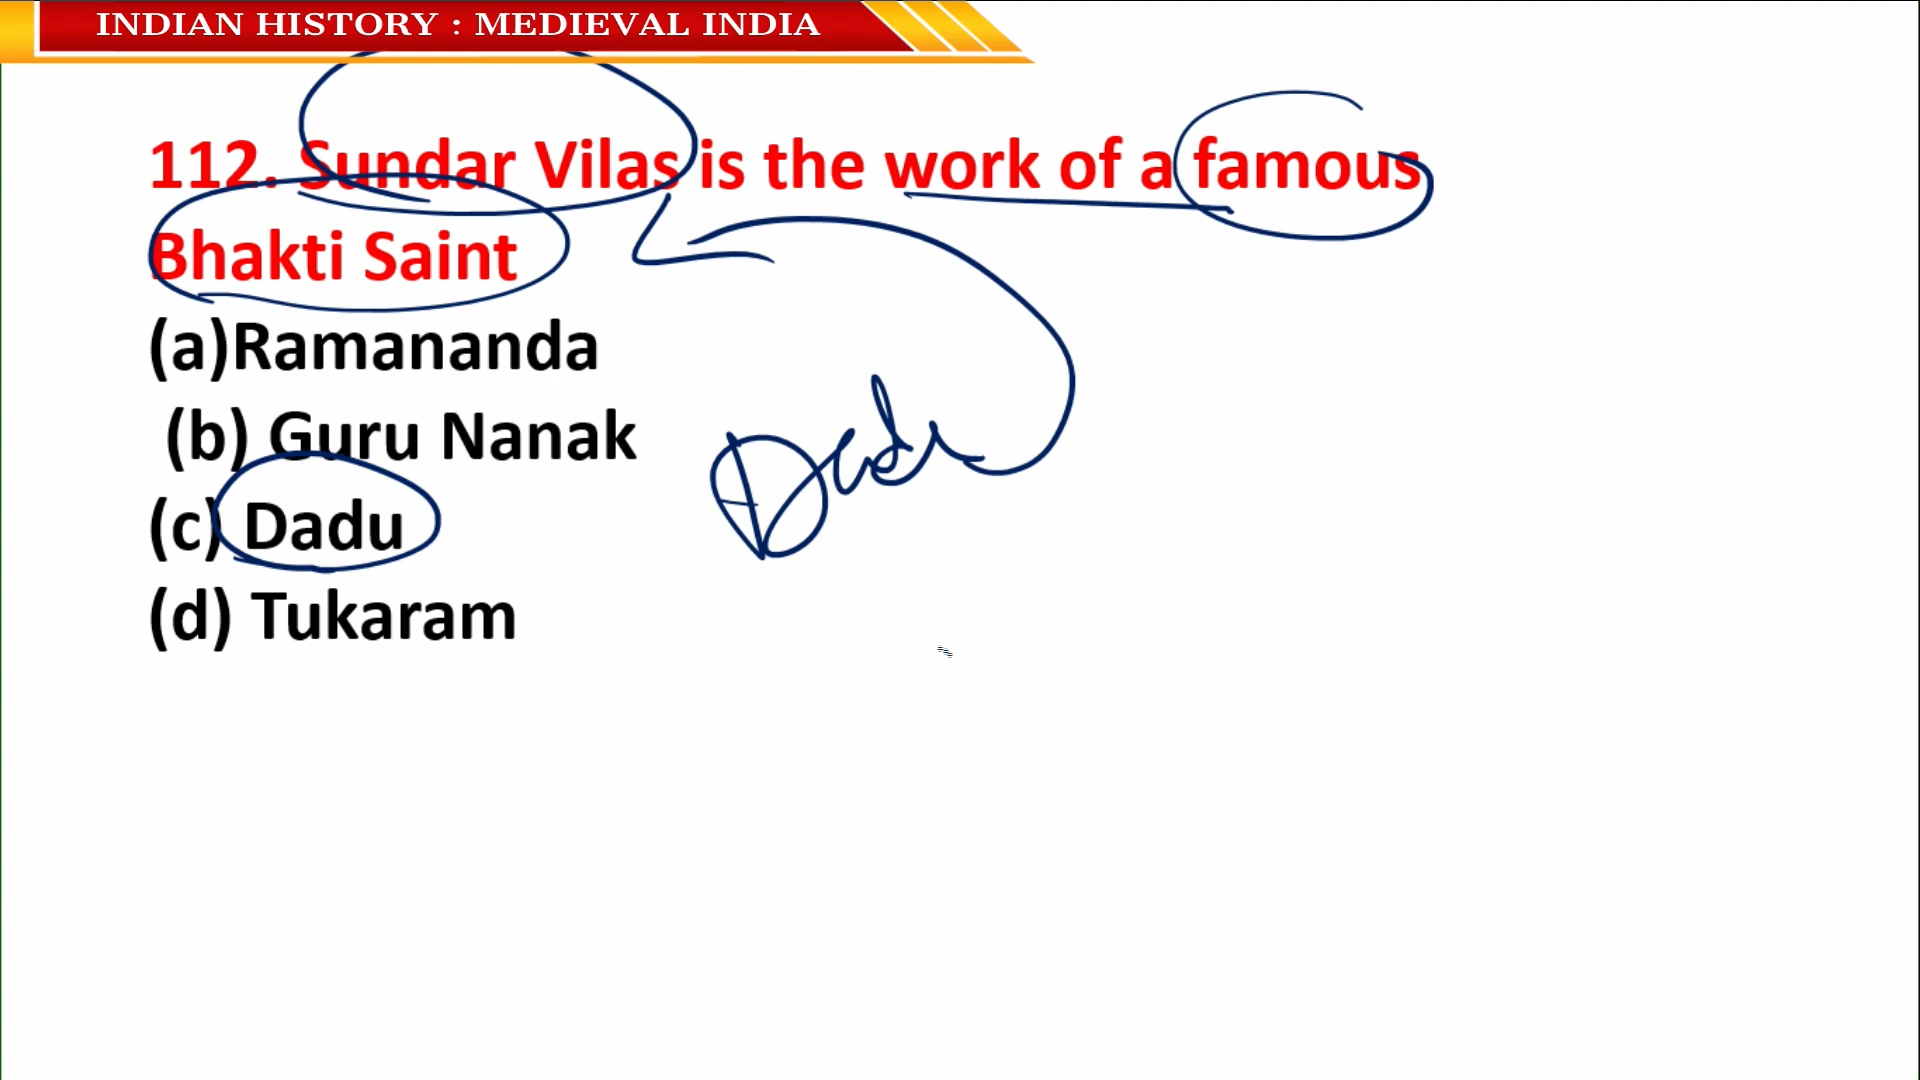 INDIAN HISTORY : MEDIEVAL INDIA
112. Sundar Vilas is the work of a famous
Bhakti Saint
(a)Ramananda
(b) Guru Nanak
(c) Dadu
Dadu
(d) Tukaram